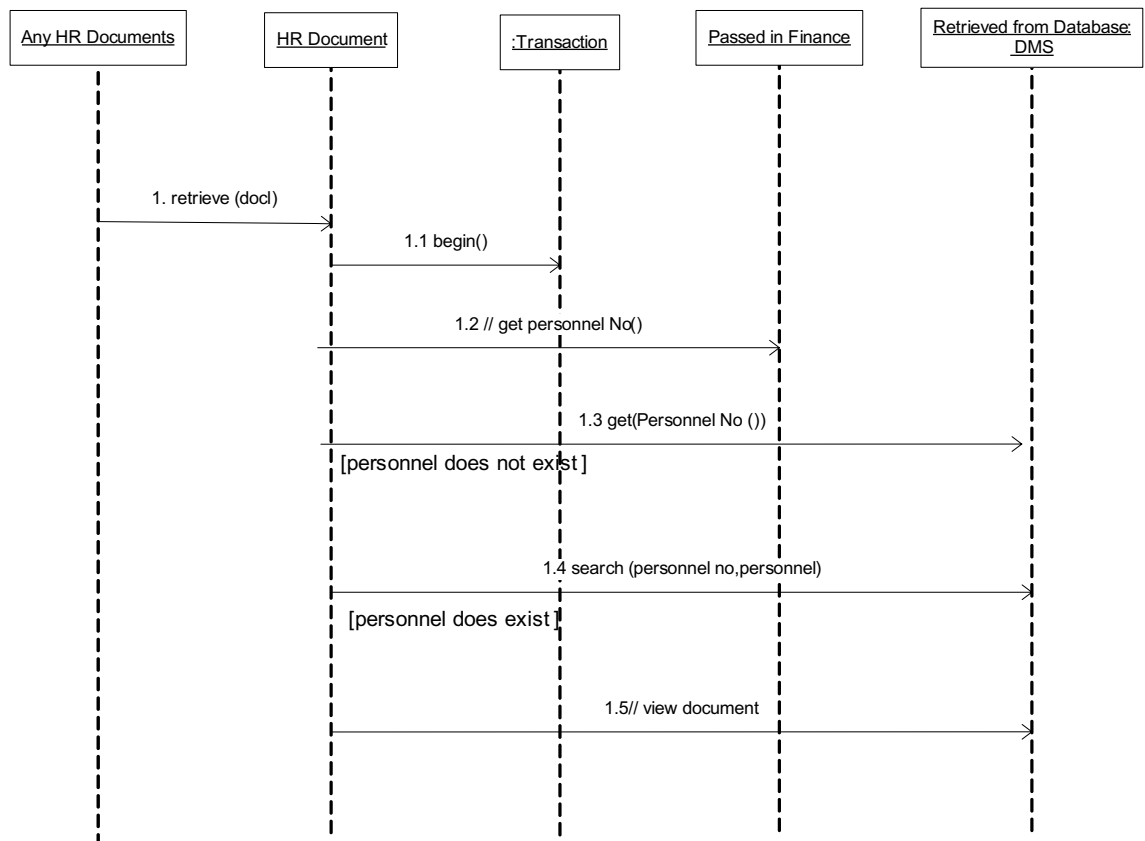 Any HR Documents
HR Document
:Transaction
Passed in Finance
Retrieved from Database:
DMS
1. retrieve (docl)
1.1 begin()
1.2 // get personnel No()
1.3 get(Personnel No ())
[personnel does not exist]
1.4 search (personnel no,personnel)
[personnel does exist]
1.5// view document